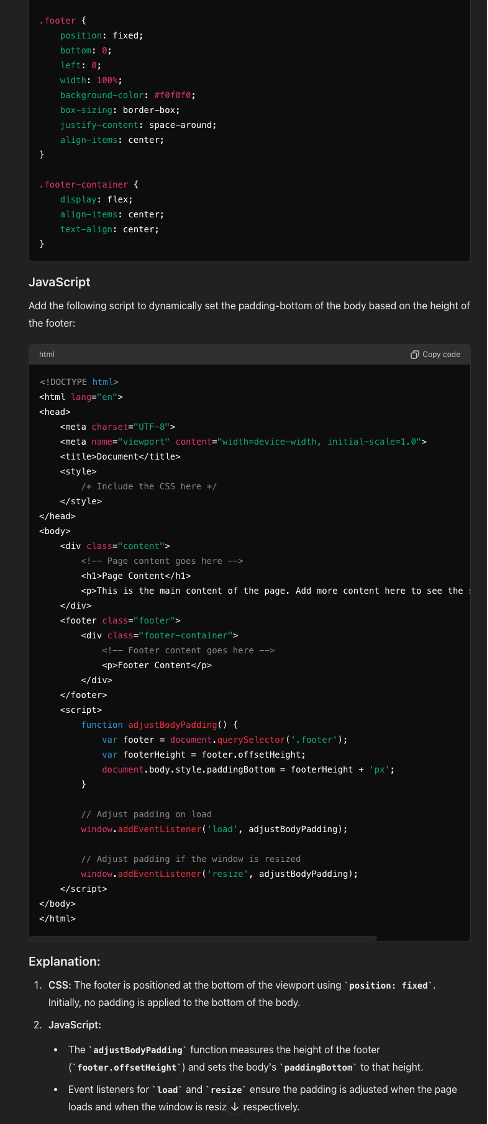 .footer {
    position: fixed;
    bottom: 0;
    left: 0;
    width: 100%;
    background-color: #f0f0f0;
    box-sizing: border-box;
    justify-content: space-around;
    align-items: center;
}
.footer-container {
    display: flex;
    align-items: center;
    text-align: center;
}
JavaScript
Add the following script to dynamically set the padding-bottom of the body based on the height of
the footer:
html Copy code
<!DOCTYPE html>
<html lang="en">
<head>
    <meta charset="UTF-8">
    <meta name="viewport" content="width=device-width, initial-scale=1.0">
    <title>Document</title>
    <style>
        /* Include the CSS here */
    </style>
</head>
<body>
    <div class="content">
        <!-- Page content goes here -->
        <h1>Page Content</h1>
        <p>This is the main content of the page. Add more content here to see the
    </div>
    <footer class="footer">
        <div class="footer-container">
            <!-- Footer content goes here -->
            <p>Footer Content</p>
        </div>
    </footer>
    <script>
        function adjustBodyPadding() {
            var footer = document.querySelector('.footer');
            var footerHeight = footer.offsetHeight;
            document.body.style.paddingBottom = footerHeight + 'px';
        }
        // Adjust padding on load
        window.addEventListener('load', adjustBodyPadding);
        // Adjust padding if the window is resized
        window.addEventListener('resize', adjustBodyPadding);
    </script>
</body>
</html>
Explanation:
1. CSS: The footer is positioned at the bottom of the viewport using `position: fixed`.
Initially, no padding is applied to the bottom of the body.
2. JavaScript:
• The `adjustBodyPadding` function measures the height of the footer
(`footer.offsetHeight`) and sets the body's `paddingBottom` to that height.
• Event listeners for `load` and `resize` ensure the padding is adjusted when the page
loads and when the window is resiz respectively.